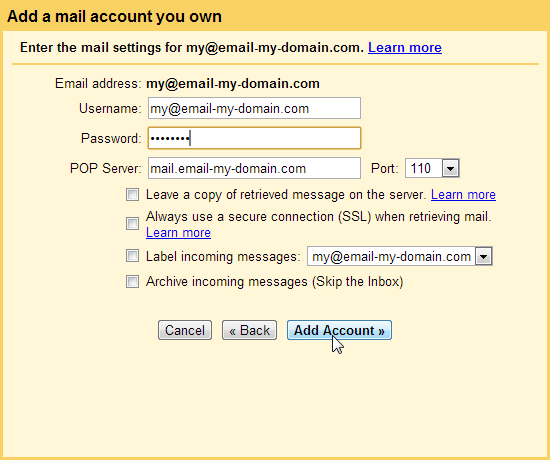 Add a mail account you own
Enter the mail settings for my@email-my-domain.com. Learn more
Email address: my@email-my-domain.com
Username: my@email-my-domain.com
Password: ••••••••
POP Server: mail.email-my-domain.com Port: 110
Leave a copy of retrieved message on the server. Learn more
Always use a secure connection (SSL) when retrieving mail.
Learn more
Label incoming messages: my@email-my-domain.com
Archive incoming messages (Skip the Inbox)
Cancel « Back Add Account »